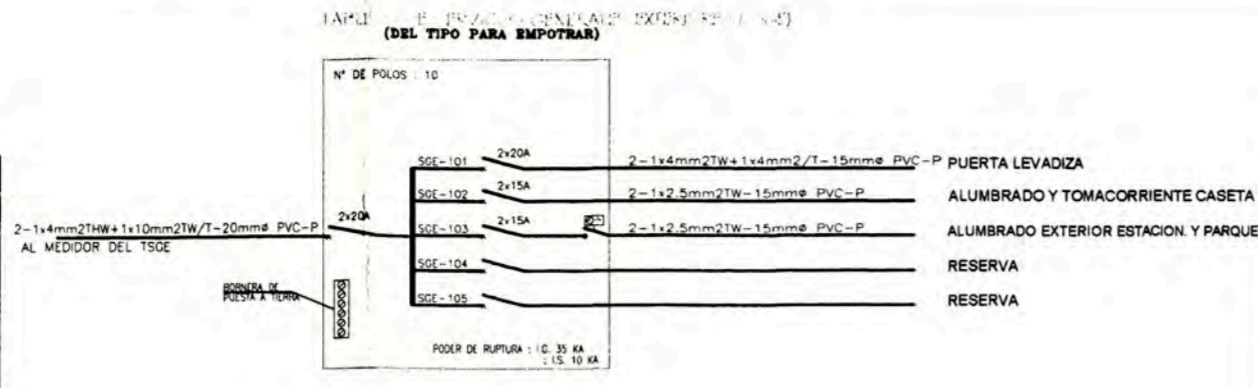 (DEL TIPO PARA EMPOTRAR)
N° DE POLOS : 10
SGE-101 2x20A 2-1x4mm2TW+1x4mm2/T-15mmø PVC-P PUERTA LEVADIZA
SGE-102 2x15A 2-1x2.5mm2TW-15mmø PVC-P ALUMBRADO Y TOMACORRIENTE CASETA
2-1x4mm2THW+1x10mm2TW/T-20mmø PVC-P 2x20A SGE-103 2x15A 2-1x2.5mm2TW-15mmø PVC-P ALUMBRADO EXTERIOR ESTACION. Y PARQUE
AL MEDIDOR DEL TSGE
SGE-104 RESERVA
SGE-105 RESERVA
BORNERA DE
PUESTA A TIERRA
PODER DE RUPTURA : I.G. 35 KA
: I.S. 10 KA